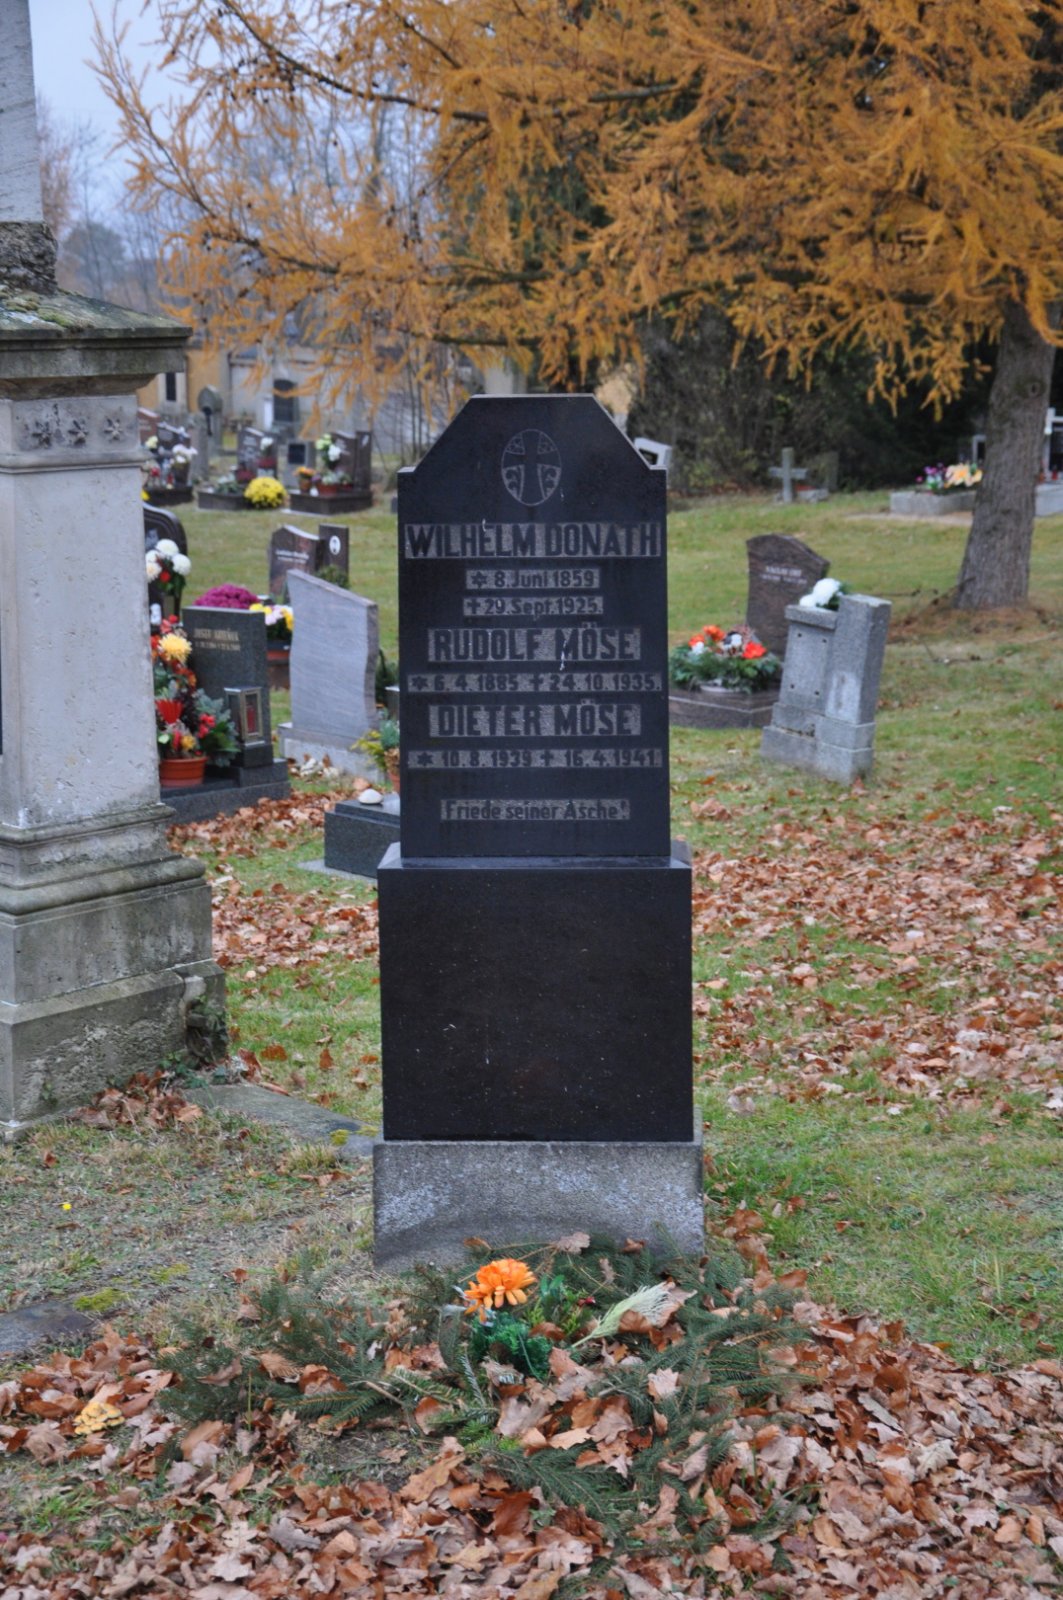 WILHELM DONATH
* 8. Juni 1859
✝ 29. Sept. 1925.
RUDOLF MÖSE
* 6.4.1885 ✝ 24.10.1935.
DIETER MÖSE
* 10.8.1939 ✝ 16.4.1941.
Friede seiner Asche!